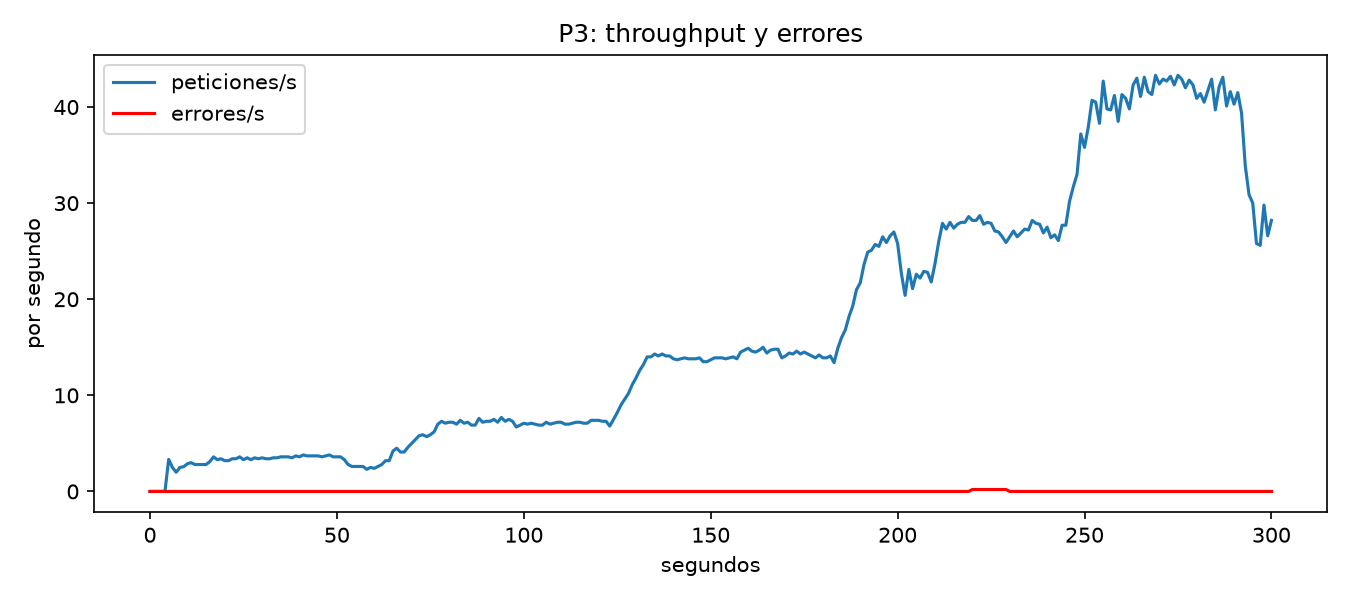 P3: throughput y errores
peticiones/s
errores/s
por segundo
40
30
20
10
0
0 50 100 150 200 250 300
segundos